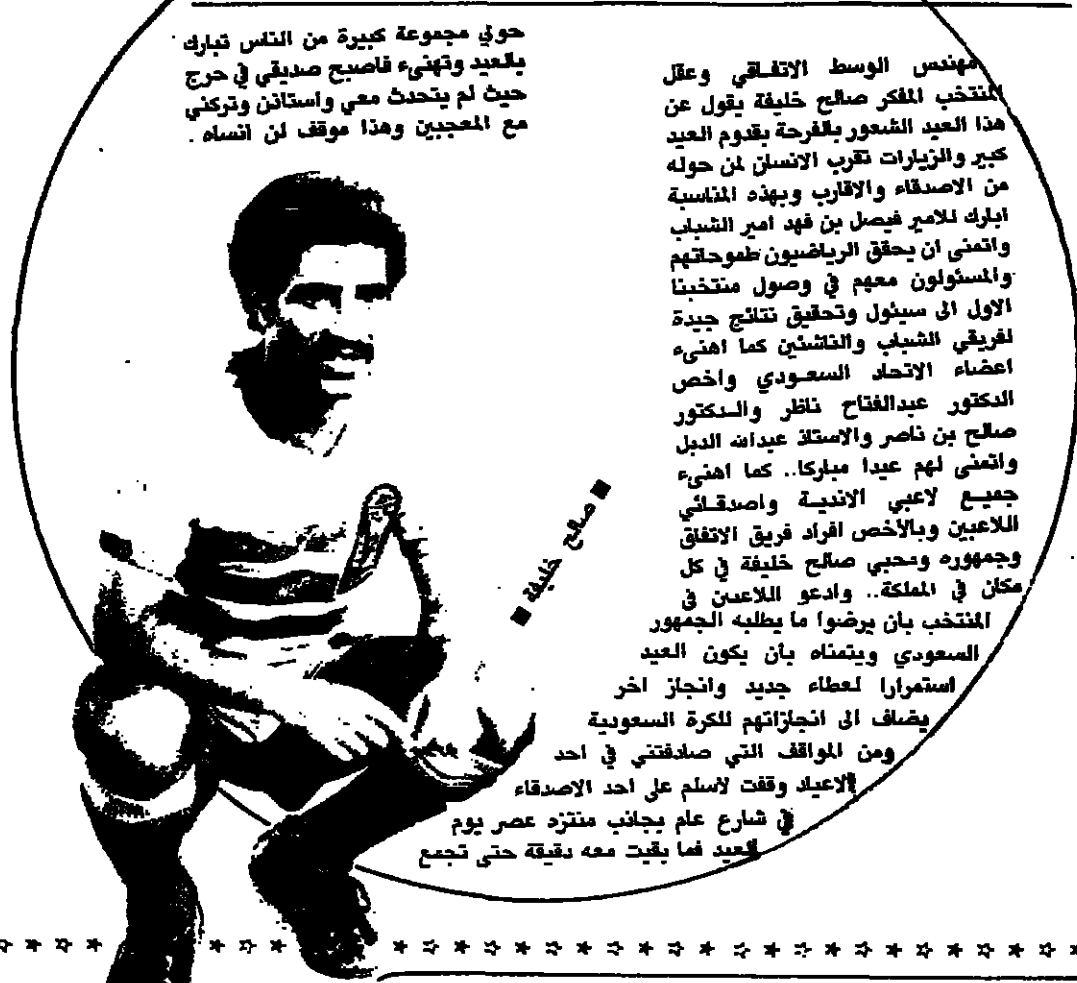 مهندس الوسط الاتفاقي وعقل
المنتخب المفكر صالح خليفة يقول عن
هذا العيد الشعور بالفرحة بقدوم العيد
كبير والزيارات تقرب الانسان لمن حوله
من الاصدقاء والاقارب وبهذه المناسبة
ابارك للامير فيصل بن فهد امير الشباب
واتمنى ان يحقق الرياضيون طموحاتهم
والمسئولون معهم في وصول منتخبنا
الاول الى سيئول وتحقيق نتائج جيدة
لفريقي الشباب والناشئين كما اهنيء
اعضاء الاتحاد السعودي واخص
الدكتور عبدالفتاح ناظر والدكتور
صالح بن ناصر والاستاذ عبدالله الدبل
واتمنى لهم عيدا مباركا.. كما اهنيء
جميع لاعبي الاندية واصدقائي
اللاعبين وبالأخص افراد فريق الاتفاق
وجمهوره ومحبي صالح خليفة في كل
مكان في المملكة.. وادعو اللاعبين في
المنتخب بان يرضوا ما يطلبه الجمهور
السعودي ويتمناه بأن يكون العيد
استمرارا لعطاء جديد وانجاز اخر
يضاف الى انجازاتهم للكرة السعودية
ومن المواقف التي صادفتني في احد
الاعياد وقفت لاسلم على احد الاصدقاء
في شارع عام بجانب منتزه عصر يوم
العيد فما بقيت معه دقيقة حتى تجمع
حولي مجموعة كبيرة من الناس تبارك
بالعيد وتهنيء فاصبح صديقي في حرج
حيث لم يتحدث معي واستاذن وتركني
مع المعجبين وهذا موقف لن انساه .
■ صالح خليفة ■